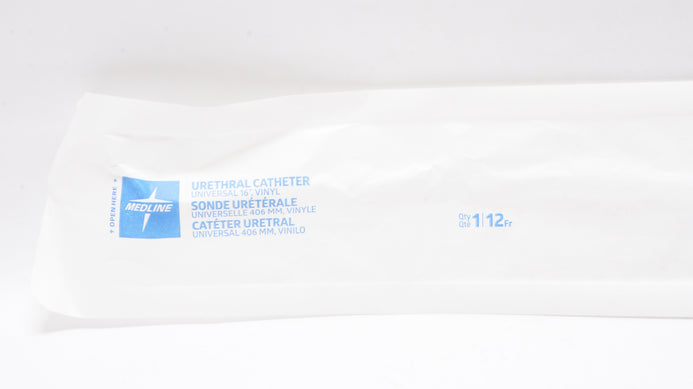 ↑ OPEN HERE ↑
MEDLINE
URETHRAL CATHETER
UNIVERSAL 16", VINYL
SONDE URÉTÉRALE
UNIVERSELLE 406 MM, VINYLE
CATÉTER URETRAL
UNIVERSAL 406 MM, VINILO
Qty
Qté 1 | 12Fr